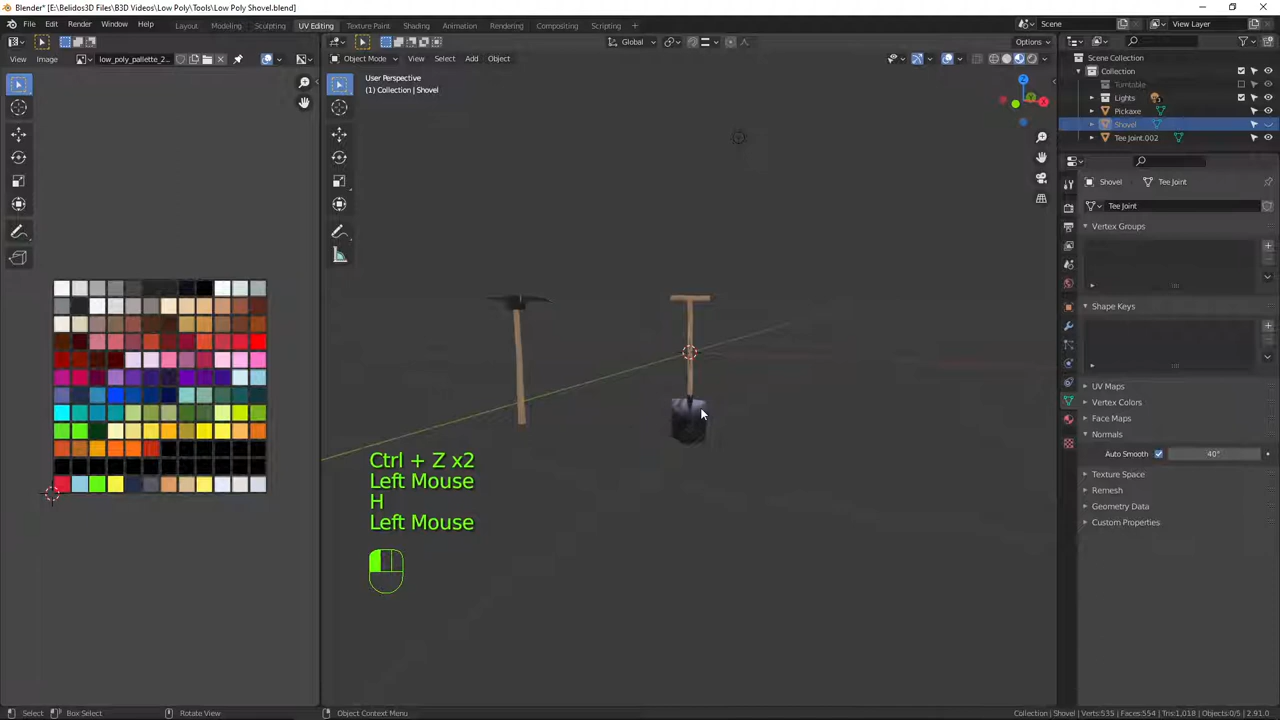 Blender* [E:\Belidos3D Files\B3D Videos\Low Poly\Tools\Low Poly Shovel.blend]
File Edit Render Window Help Layout Modeling Sculpting UV Editing Texture Paint Shading Animation Rendering Compositing Scripting + Scene View Layer
Global Options
View Image low_poly_pallette_2... Object Mode View Select Add Object
User Perspective
(1) Collection | Shovel
Scene Collection
Collection
Turntable
Lights
Pickaxe
Shovel
Tee Joint.002
Shovel Tee Joint
Tee Joint
Vertex Groups
Shape Keys
UV Maps
Vertex Colors
Face Maps
Normals
Auto Smooth 40°
Texture Space
Remesh
Geometry Data
Custom Properties
Ctrl + Z x2
Left Mouse
H
Left Mouse
Select Box Select Rotate View Object Context Menu Collection | Shovel | Verts:535 | Faces:554 | Tris:1,018 | Objects:0/5 | 2.91.0